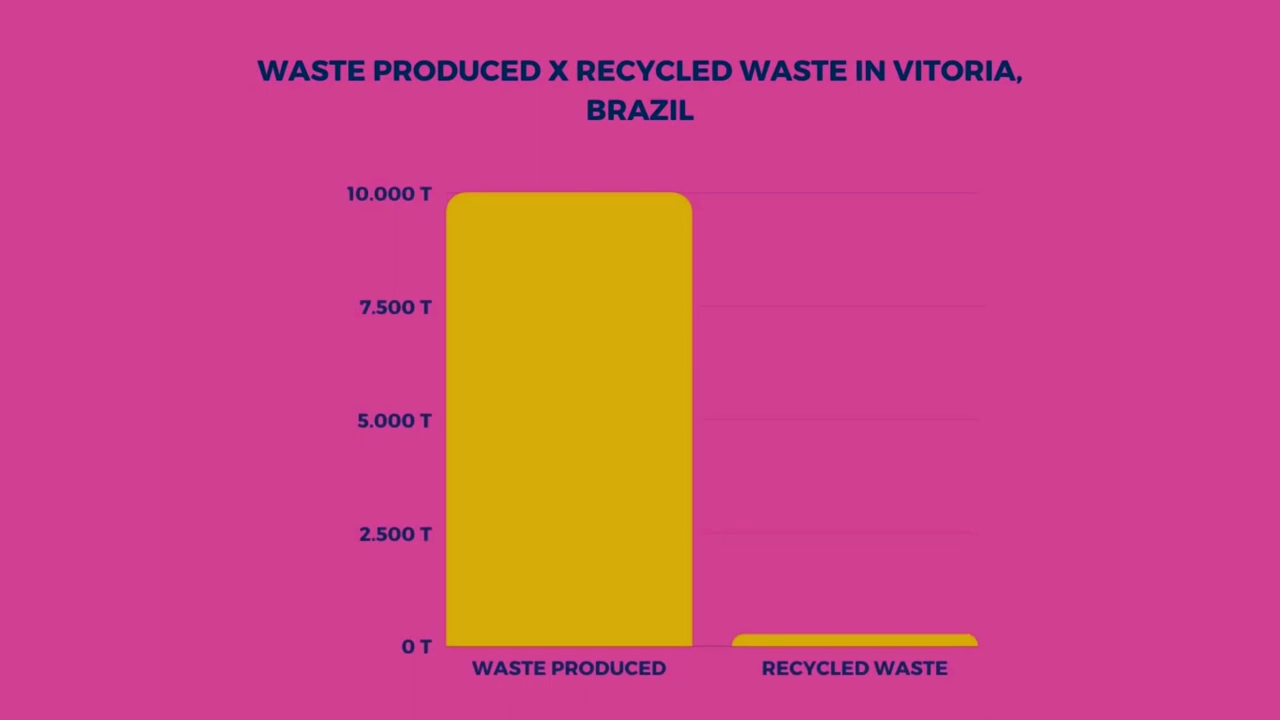 WASTE PRODUCED X RECYCLED WASTE IN VITORIA,
BRAZIL
10.000 T
7.500 T
5.000 T
2.500 T
0 T
WASTE PRODUCED
RECYCLED WASTE